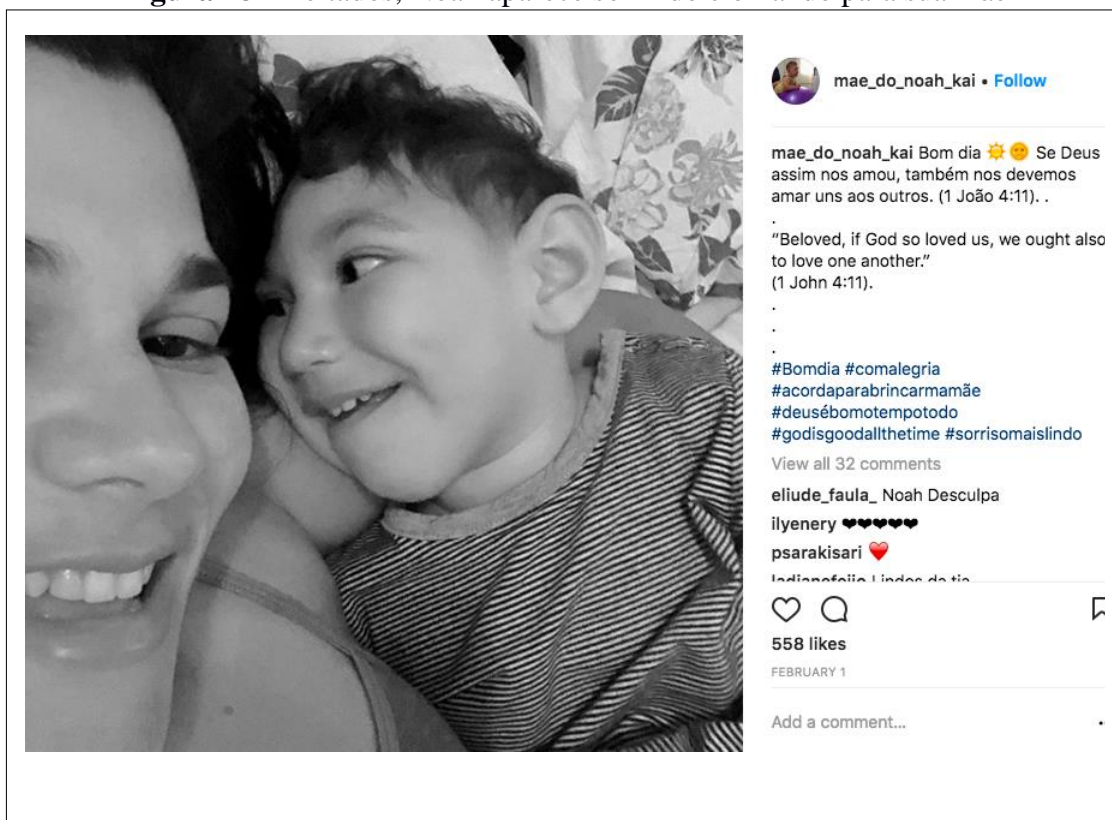 mae_do_noah_kai • Follow
mae_do_noah_kai Bom dia ☀️🌞 Se Deus
assim nos amou, também nos devemos
amar uns aos outros. (1 João 4:11). .
.
“Beloved, if God so loved us, we ought also
to love one another.”
(1 John 4:11).
.
.
.
#Bomdia #comalegria
#acordaparabrincarmamãe
#deusébomotempotodo
#godisgoodallthetime #sorrisomaislindo
View all 32 comments
eliude_faula_ Noah Desculpa
ilyenery ❤❤❤❤❤
psarakisari ❤️
Lindos da tia
558 likes
FEBRUARY 1
Add a comment...